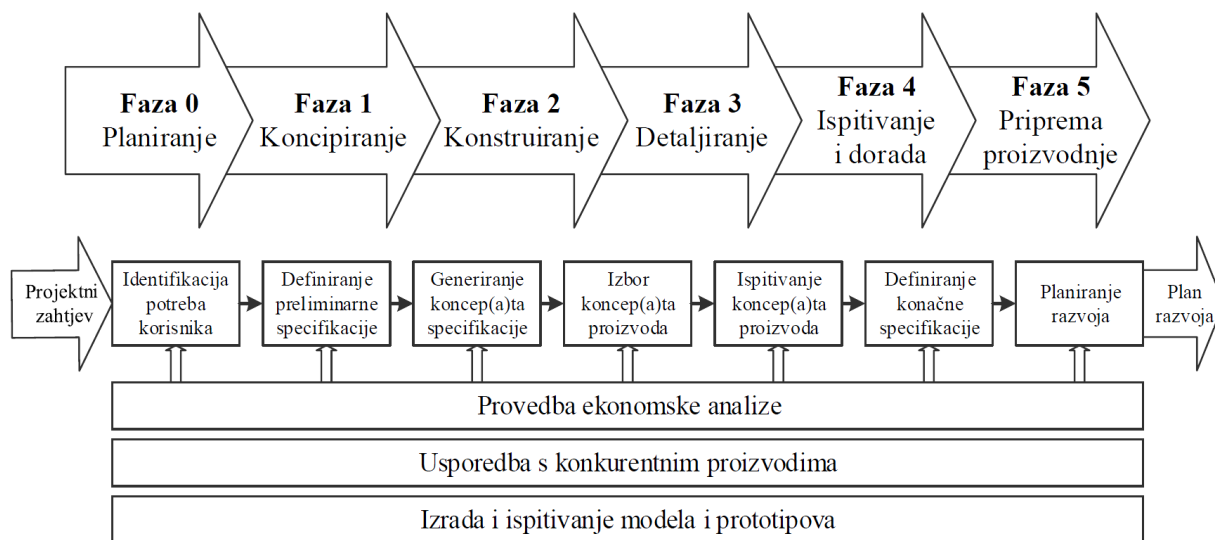 Faza 0
Planiranje
Faza 1
Koncipiranje
Faza 2
Konstruiranje
Faza 3
Detaljiranje
Faza 4
Ispitivanje
i dorada
Faza 5
Priprema
proizvodnje
Projektni
zahtjev
Identifikacija
potreba
korisnika
Definiranje
preliminarne
specifikacije
Generiranje
koncep(a)ta
specifikacije
Izbor
koncep(a)ta
proizvoda
Ispitivanje
koncep(a)ta
proizvoda
Definiranje
konačne
specifikacije
Planiranje
razvoja
Plan
razvoja
Provedba ekonomske analize
Usporedba s konkurentnim proizvodima
Izrada i ispitivanje modela i prototipova